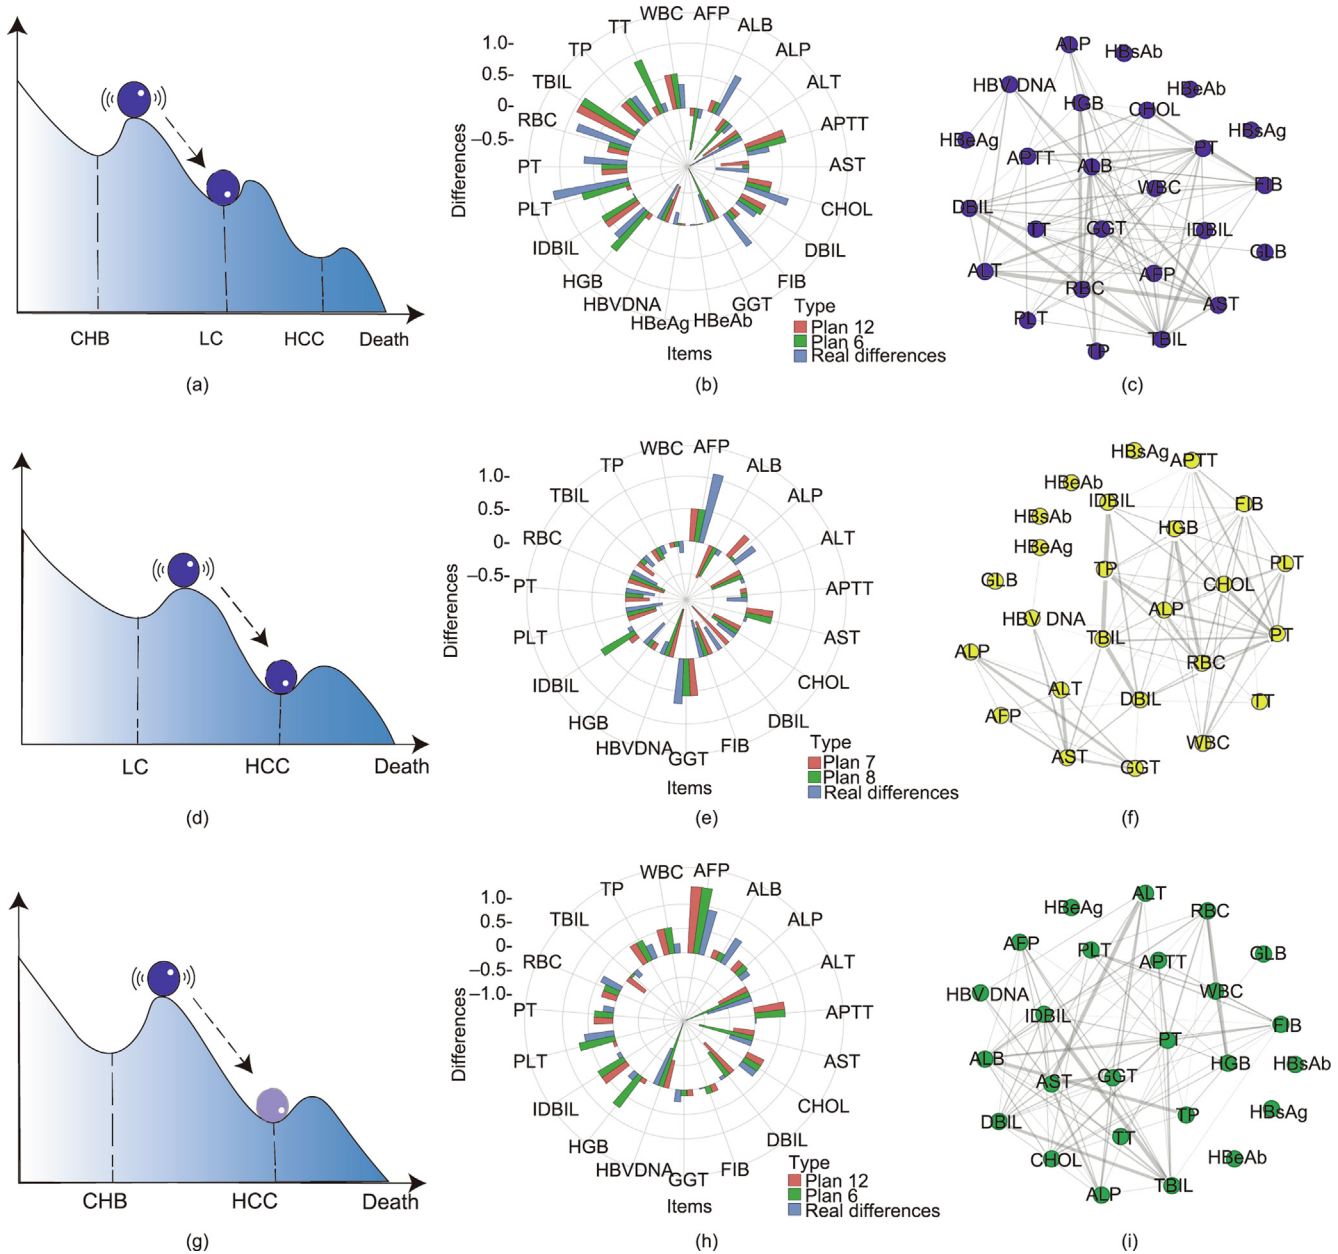 CHB
LC
HCC
Death
(a)
1.0-
0.5-
0-
–0.5-
Differences
WBC
AFP
ALB
ALP
ALT
APTT
AST
CHOL
DBIL
FIB
GGT
HBeAb
HBeAg
HBVDNA
HGB
IDBIL
PLT
PT
RBC
TBIL
TP
TT
Items
Type
Plan 12
Plan 6
Real differences
(b)
ALP
HBsAb
HBV DNA
HBeAb
HGB
CHOL
HBsAg
HBeAg
PT
APTT
ALB
WBC
FIB
DBIL
TT
GGT
IDBIL
GLB
ALT
AFP
RBC
AST
PLT
TBIL
TP
(c)
LC
HCC
Death
(d)
1.0-
0.5-
0-
–0.5-
Differences
WBC
AFP
ALB
ALP
ALT
APTT
AST
CHOL
DBIL
FIB
GGT
HBVDNA
HGB
IDBIL
PLT
PT
RBC
TBIL
TP
Items
Type
Plan 7
Plan 8
Real differences
(e)
HBsAg
APTT
HBeAb
IDBIL
FIB
HBsAb
HGB
HBeAg
PLT
TP
GLB
CHOL
HBV DNA
ALP
PT
TBIL
ALP
RBC
ALT
DBIL
TT
AFP
WBC
AST
GGT
(f)
CHB
HCC
Death
(g)
1.0-
0.5-
0-
–0.5-
–1.0-
Differences
WBC
AFP
ALB
ALP
ALT
APTT
AST
CHOL
DBIL
FIB
GGT
HBVDNA
HGB
IDBIL
PLT
PT
RBC
TBIL
TP
Items
Type
Plan 12
Plan 6
Real differences
(h)
ALT
HBeAg
RBC
AFP
PLT
APTT
GLB
HBV DNA
WBC
IDBIL
FIB
PT
ALB
HGB
HBsAb
AST
GGT
HBsAg
TP
DBIL
TT
CHOL
HBeAb
ALP
TBIL
(i)